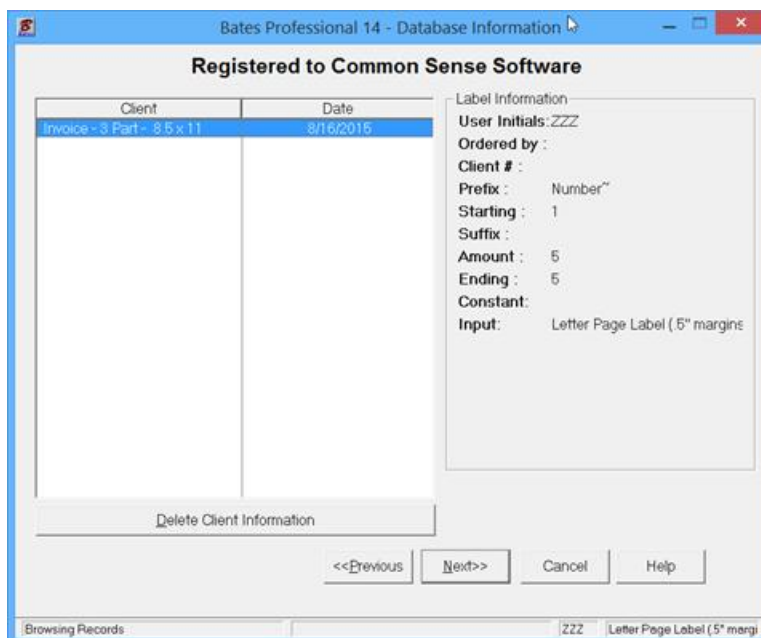 Bates Professional 14 - Database Information
Registered to Common Sense Software
Client Date
Invoice - 3 Part - 8.5 x 11 8/16/2015
Label Information
User Initials: ZZZ
Ordered by :
Client # :
Prefix : Number~
Starting : 1
Suffix :
Amount : 5
Ending : 5
Constant:
Input: Letter Page Label (.5" margins
Delete Client Information
<<Previous Next>> Cancel Help
Browsing Records ZZZ Letter Page Label (.5" margi